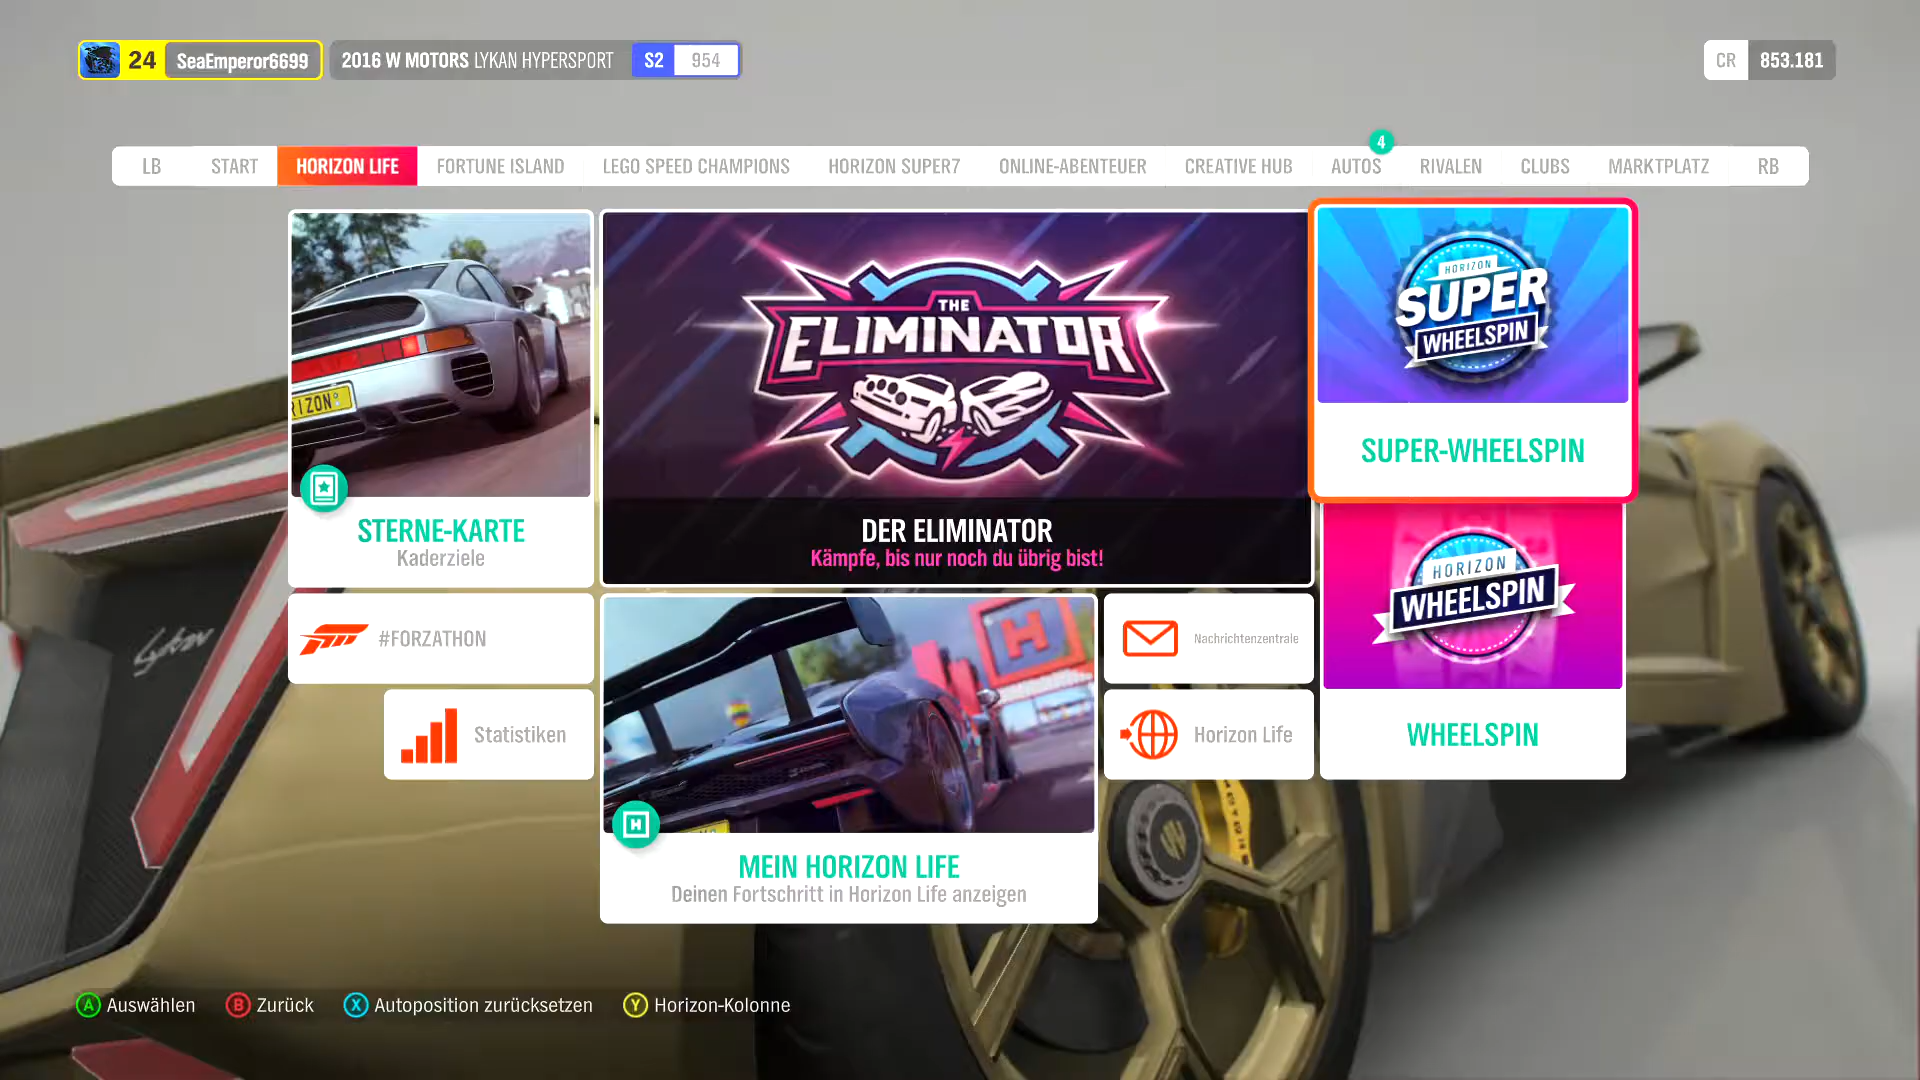 24 SeaEmperor6699 2016 W MOTORS LYKAN HYPERSPORT S2 954 CR 853.181
4
LB START HORIZON LIFE FORTUNE ISLAND LEGO SPEED CHAMPIONS HORIZON SUPER7 ONLINE-ABENTEUER CREATIVE HUB AUTOS RIVALEN CLUBS MARKTPLATZ RB
RIZON
STERNE-KARTE
Kaderziele
THE
ELIMINATOR
DER ELIMINATOR
Kämpfe, bis nur noch du übrig bist!
HORIZON
SUPER
WHEELSPIN
SUPER-WHEELSPIN
HORIZON
WHEELSPIN
WHEELSPIN
#FORZATHON
Statistiken
H
Nachrichtenzentrale
Horizon Life
H
MEIN HORIZON LIFE
Deinen Fortschritt in Horizon Life anzeigen
Lykan
A Auswählen B Zurück X Autoposition zurücksetzen Y Horizon-Kolonne